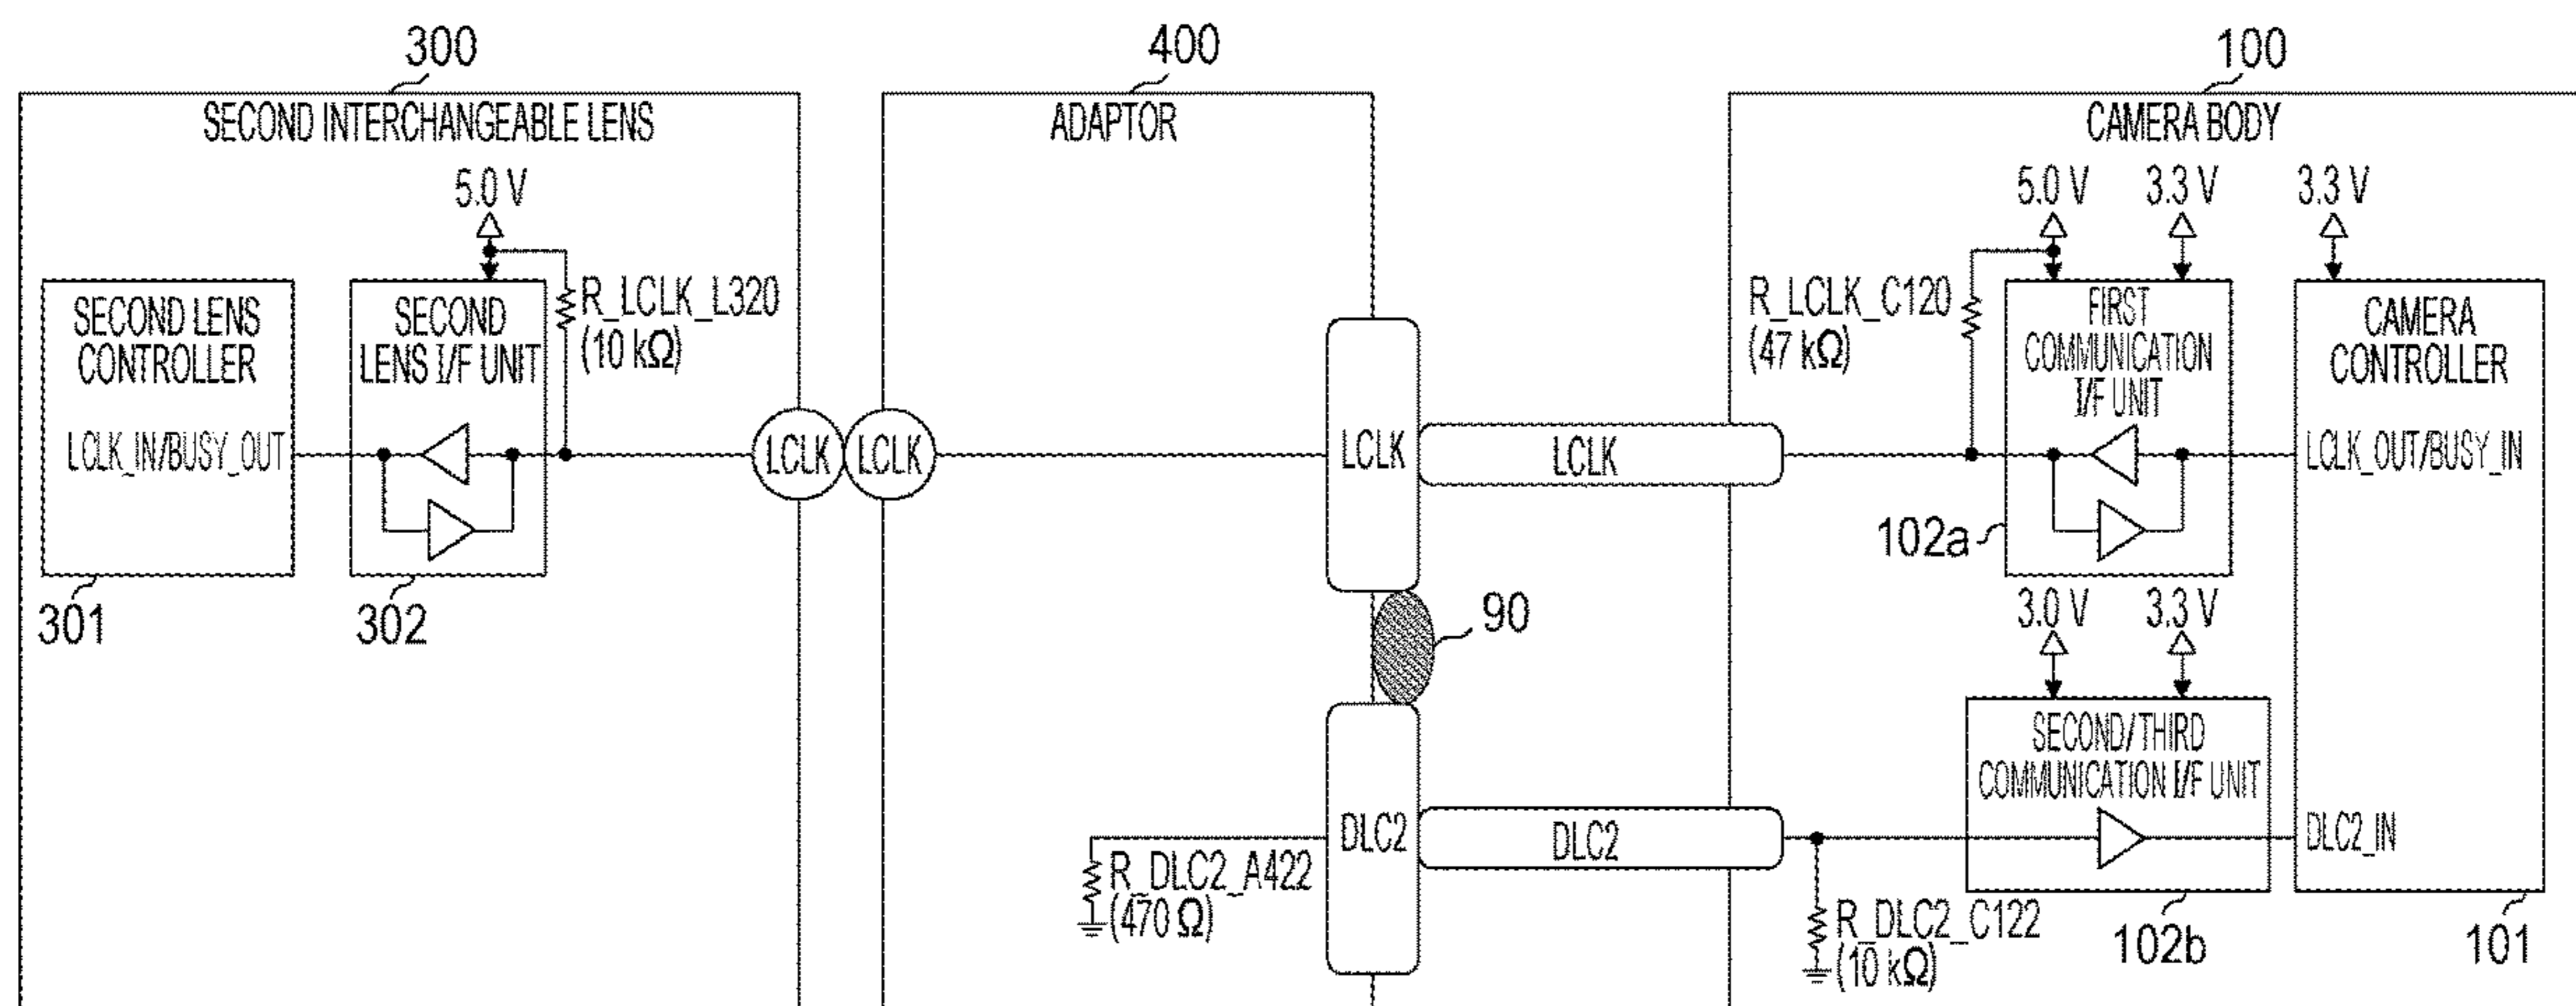 300
400
100
SECOND INTERCHANGEABLE LENS
ADAPTOR
CAMERA BODY
5.0 V
5.0 V
3.3 V
3.3 V
SECOND LENS
CONTROLLER
LCLK_IN/BUSY_OUT
301
SECOND
LENS I/F UNIT
302
R_LCLK_L320
(10 kΩ)
LCLK
LCLK
LCLK
LCLK
R_LCLK_C120
(47 kΩ)
FIRST
COMMUNICATION
I/F UNIT
102a
CAMERA
CONTROLLER
LCLK_OUT/BUSY_IN
90
3.0 V
3.3 V
SECOND/THIRD
COMMUNICATION I/F UNIT
DLC2
DLC2
DLC2_IN
R_DLC2_A422
(470 Ω)
R_DLC2_C122
(10 kΩ)
102b
101